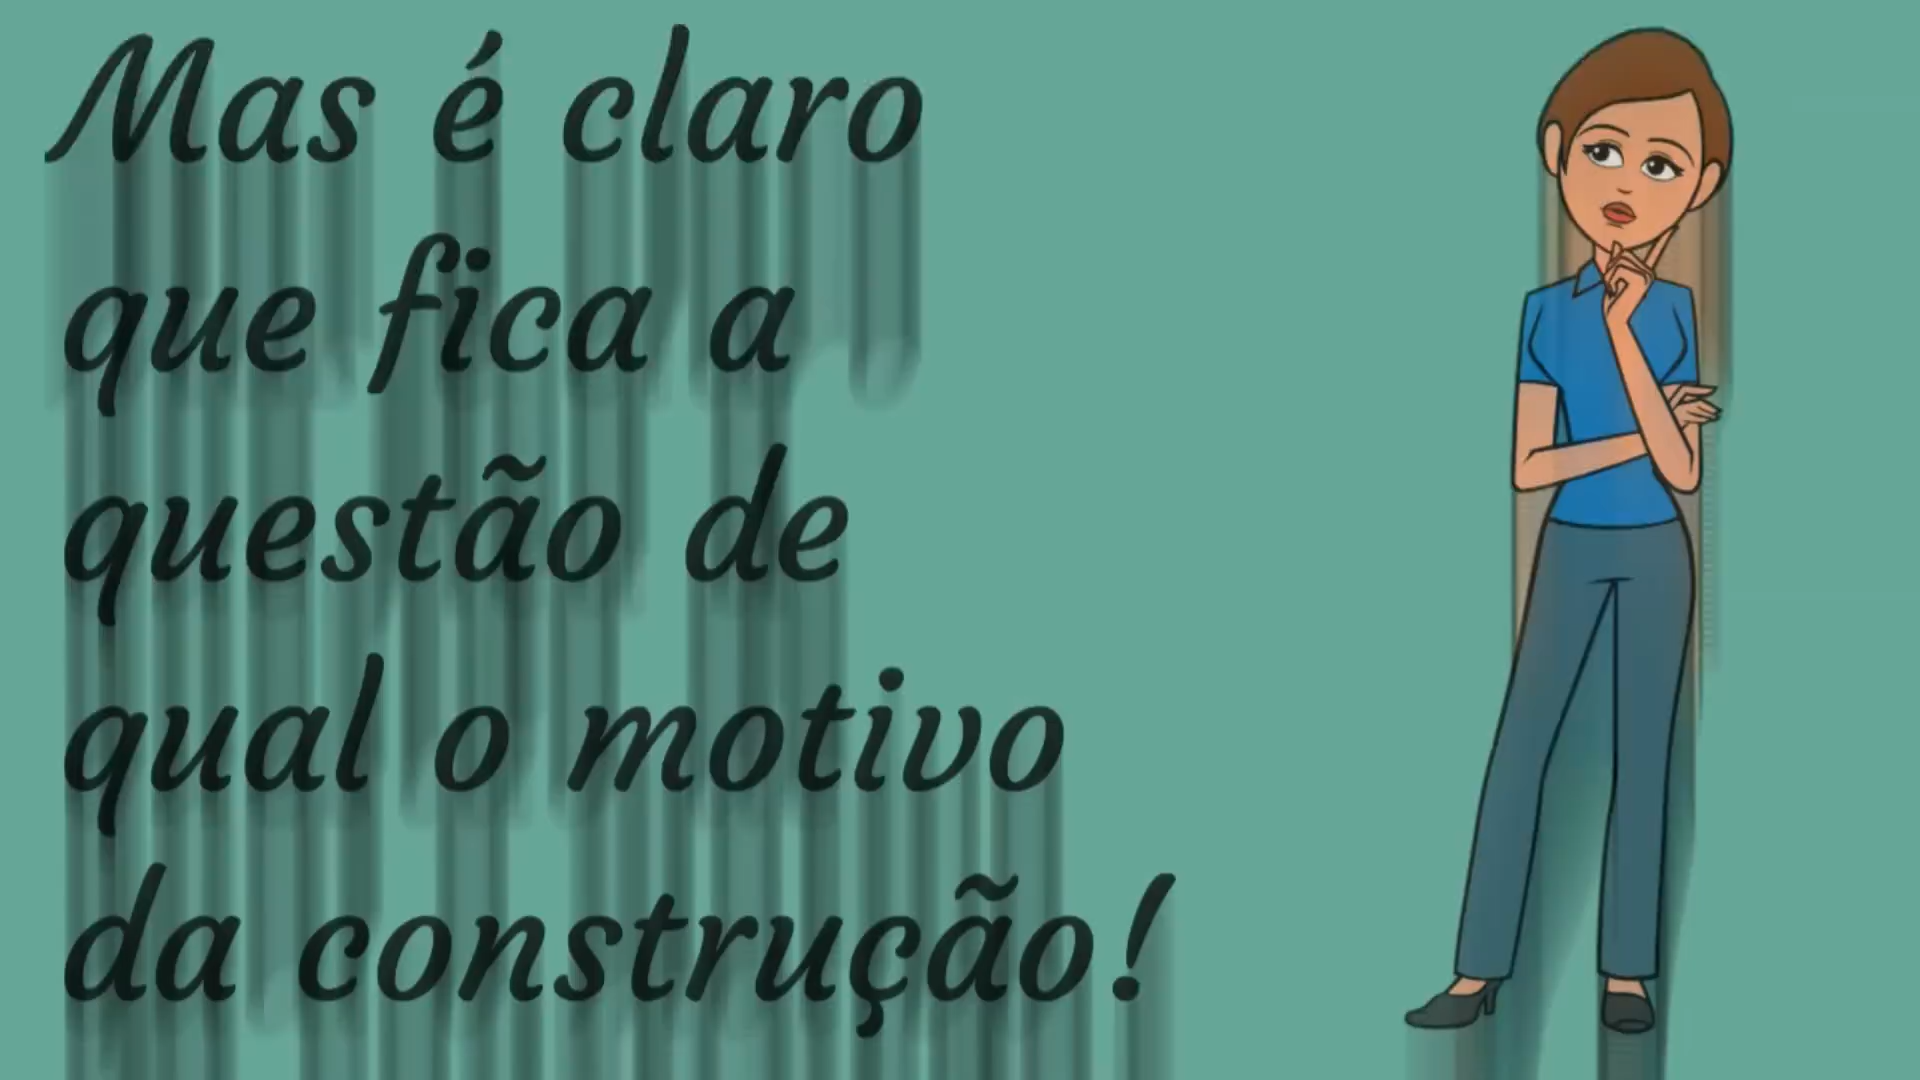 Mas é claro
que fica a
questão de
qual o motivo
da construção!